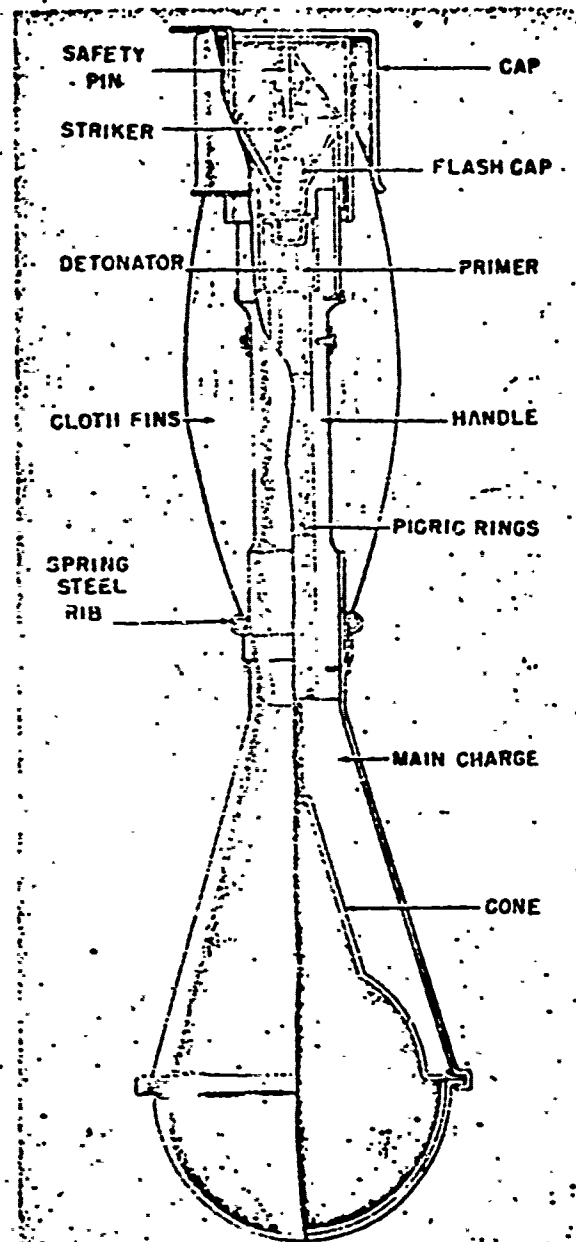 SAFETY
PIN
CAP
STRIKER
FLASH CAP
DETONATOR
PRIMER
CLOTH FINS
HANDLE
PICRIC RINGS
SPRING
STEEL
RIB
MAIN CHARGE
CONE